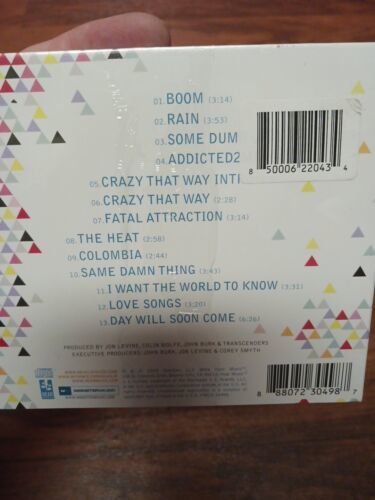 01. BOOM (3:14)
02. RAIN (3:53)
03. SOME DUM
04. ADDICTED2
05. CRAZY THAT WAY INT
06. CRAZY THAT WAY (2:28)
07. FATAL ATTRACTION (3:14)
08. THE HEAT (2:58)
09. COLOMBIA (2:44)
10. SAME DAMN THING (3:43)
11. I WANT THE WORLD TO KNOW (3:31)
12. LOVE SONGS (3:20)
13. DAY WILL SOON COME (6:26)
8 50006 22043 4
PRODUCED BY JON LEVINE, COLIN WOLFE, JOHN BURK & TRANSCENDERS
EXECUTIVE PRODUCERS: JOHN BURK, JON LEVINE & COREY SMYTH
8 88072 30498 7